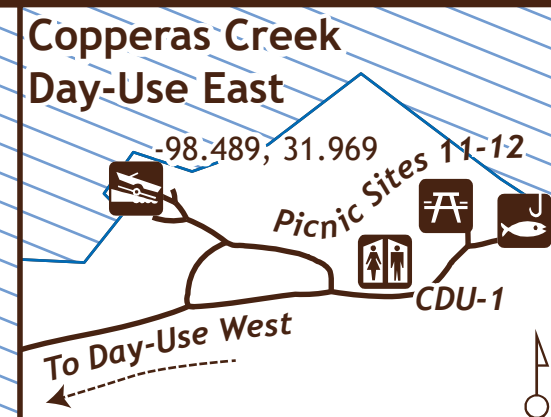 Copperas Creek
Day-Use East
-98.489, 31.969
Picnic Sites 11-12
CDU-1
To Day-Use West